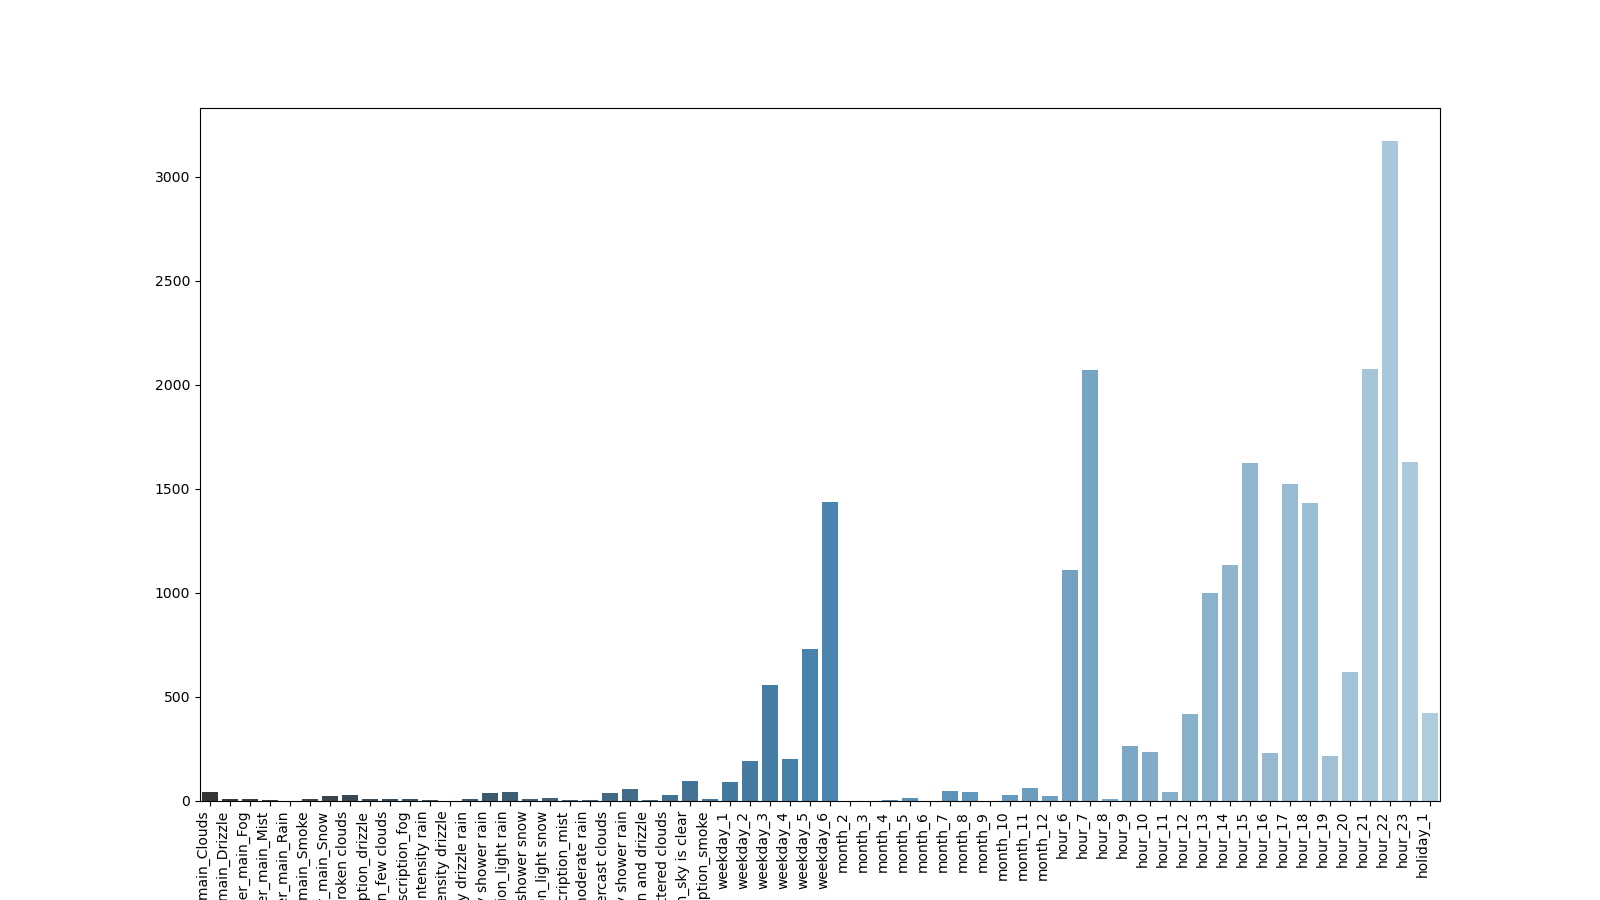 3000
2500
2000
1500
1000
500
0
main_Clouds
main_Drizzle
er_main_Fog
er_main_Mist
er_main_Rain
main_Smoke
r_main_Snow
roken clouds
ption_drizzle
n_few clouds
scription_fog
ntensity rain
ensity drizzle
y drizzle rain
y shower rain
ion_light rain
shower snow
on_light snow
cription_mist
noderate rain
ercast clouds
y shower rain
n and drizzle
ttered clouds
n_sky is clear
ption_smoke
weekday_1
weekday_2
weekday_3
weekday_4
weekday_5
weekday_6
month_2
month_3
month_4
month_5
month_6
month_7
month_8
month_9
month_10
month_11
month_12
hour_6
hour_7
hour_8
hour_9
hour_10
hour_11
hour_12
hour_13
hour_14
hour_15
hour_16
hour_17
hour_18
hour_19
hour_20
hour_21
hour_22
hour_23
holiday_1